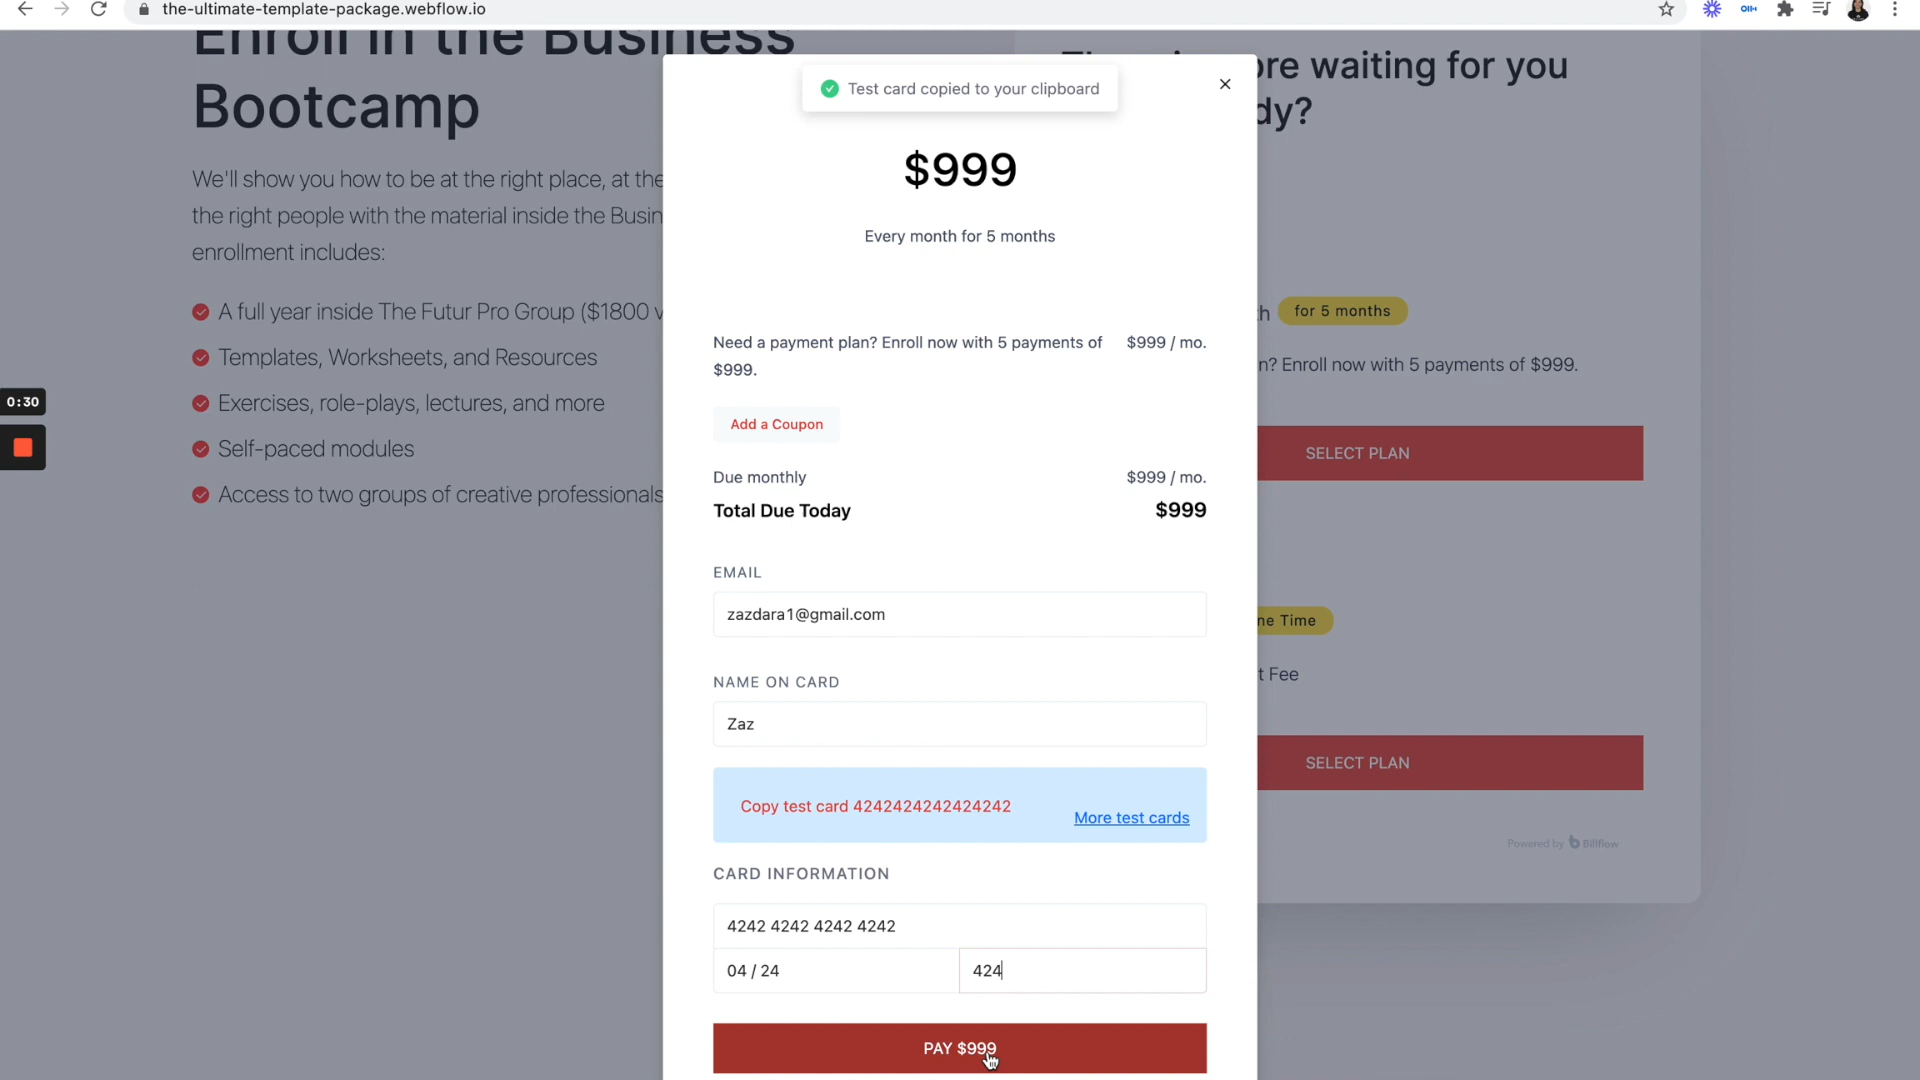 the-ultimate-template-package.webflow.io
Enroll in the Business
Bootcamp
We'll show you how to be at the right place, at the
the right people with the material inside the Busin
enrollment includes:
A full year inside The Futur Pro Group ($1800 v
Templates, Worksheets, and Resources
Exercises, role-plays, lectures, and more
Self-paced modules
Access to two groups of creative professionals
0:30
Test card copied to your clipboard
$999
Every month for 5 months
Need a payment plan? Enroll now with 5 payments of $999 / mo.
$999.
Add a Coupon
Due monthly $999 / mo.
Total Due Today $999
EMAIL
zazdara1@gmail.com
NAME ON CARD
Zaz
Copy test card 4242424242424242
More test cards
CARD INFORMATION
4242 4242 4242 4242
04 / 24 424
PAY $999
re waiting for you
dy?
h for 5 months
n? Enroll now with 5 payments of $999.
SELECT PLAN
ne Time
t Fee
SELECT PLAN
Powered by Billflow